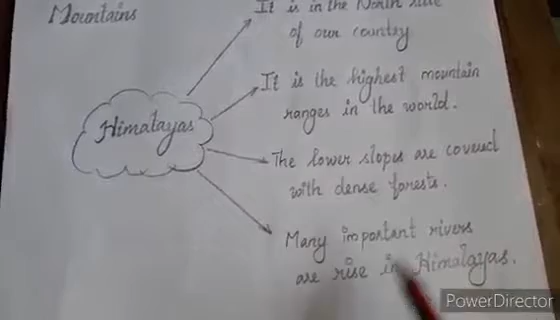 Mountains
It is in the North side
of our country
Himalayas
It is the highest mountain
ranges in the world.
The lower slopes are covered
with dense forests.
Many important rivers
are rise in Himalayas.
PowerDirector